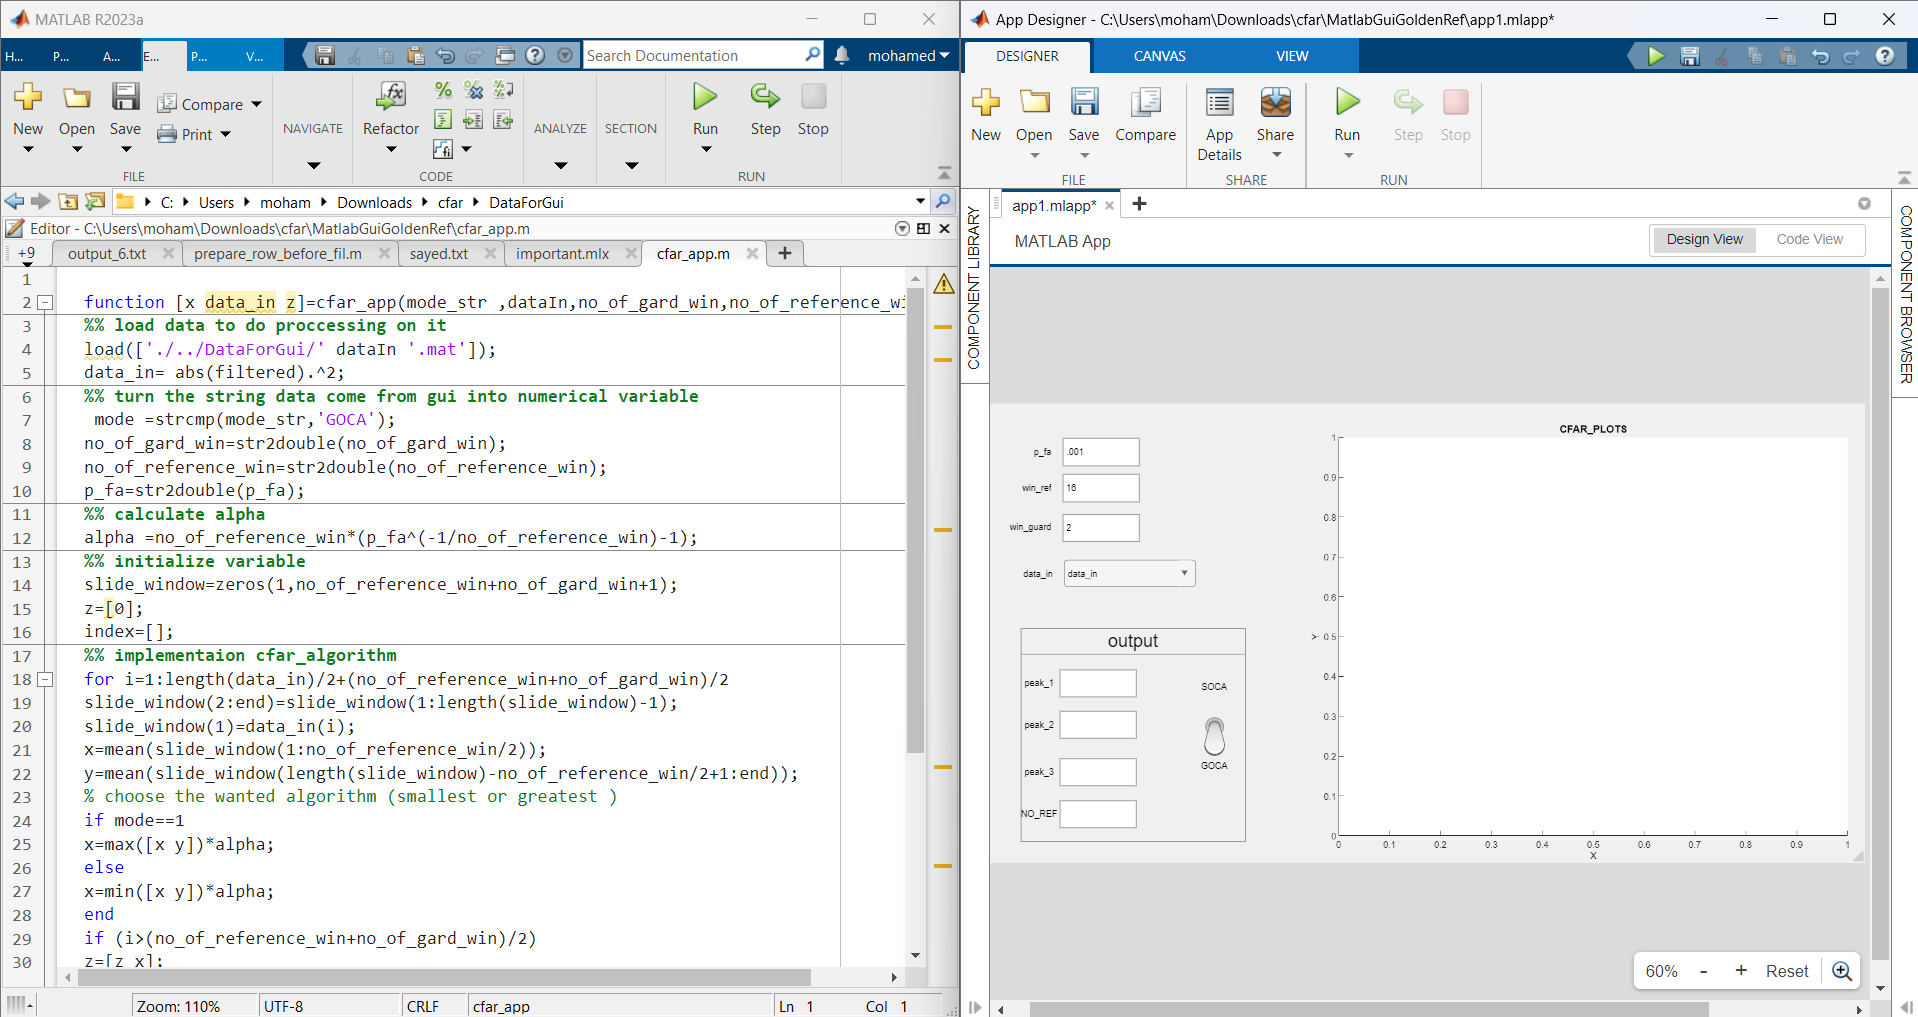 MATLAB R2023a
H... P... A... E... P... V...
Search Documentation
mohamed
New Open Save Compare Print
FILE
NAVIGATE
Refactor
CODE
ANALYZE
SECTION
Run Step Stop
RUN
C: Users moham Downloads cfar DataForGui
Editor - C:\Users\moham\Downloads\cfar\MatlabGuiGoldenRef\cfar_app.m
+9 output_6.txt prepare_row_before_fil.m sayed.txt important.mlx cfar_app.m
1
2 function [x data_in z]=cfar_app(mode_str ,dataIn,no_of_gard_win,no_of_reference_wi
3 %% load data to do proccessing on it
4 load(['./../DataForGui/' dataIn '.mat']);
5 data_in= abs(filtered).^2;
6 %% turn the string data come from gui into numerical variable
7 mode =strcmp(mode_str,'GOCA');
8 no_of_gard_win=str2double(no_of_gard_win);
9 no_of_reference_win=str2double(no_of_reference_win);
10 p_fa=str2double(p_fa);
11 %% calculate alpha
12 alpha =no_of_reference_win*(p_fa^(-1/no_of_reference_win)-1);
13 %% initialize variable
14 slide_window=zeros(1,no_of_reference_win+no_of_gard_win+1);
15 z=[0];
16 index=[];
17 %% implementaion cfar_algorithm
18 for i=1:length(data_in)/2+(no_of_reference_win+no_of_gard_win)/2
19 slide_window(2:end)=slide_window(1:length(slide_window)-1);
20 slide_window(1)=data_in(i);
21 x=mean(slide_window(1:no_of_reference_win/2));
22 y=mean(slide_window(length(slide_window)-no_of_reference_win/2+1:end));
23 % choose the wanted algorithm (smallest or greatest )
24 if mode==1
25 x=max([x y])*alpha;
26 else
27 x=min([x y])*alpha;
28 end
29 if (i>(no_of_reference_win+no_of_gard_win)/2)
30 z=[z x];
Zoom: 110% UTF-8 CRLF cfar_app Ln 1 Col 1
App Designer - C:\Users\moham\Downloads\cfar\MatlabGuiGoldenRef\app1.mlapp*
DESIGNER CANVAS VIEW
New Open Save Compare
FILE
App Details Share
SHARE
Run Step Stop
RUN
COMPONENT LIBRARY
app1.mlapp*
MATLAB App
Design View Code View
COMPONENT BROWSER
p_fa .001
win_ref 16
win_guard 2
data_in data_in
output
peak_1
peak_2
peak_3
NO_REF
SOCA
GOCA
CFAR_PLOTS
1
0.9
0.8
0.7
0.6
0.5
0.4
0.3
0.2
0.1
0
Y
0 0.1 0.2 0.3 0.4 0.5 0.6 0.7 0.8 0.9 1
X
60% - + Reset